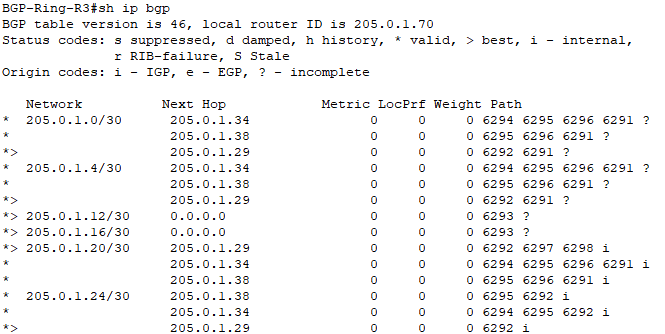 BGP-Ring-R3#sh ip bgp
BGP table version is 46, local router ID is 205.0.1.70
Status codes: s suppressed, d damped, h history, * valid, > best, i - internal,
              r RIB-failure, S Stale
Origin codes: i - IGP, e - EGP, ? - incomplete

   Network          Next Hop            Metric LocPrf Weight Path
*  205.0.1.0/30     205.0.1.34               0      0      0 6294 6295 6296 6291 ?
*                   205.0.1.38               0      0      0 6295 6296 6291 ?
*>                  205.0.1.29               0      0      0 6292 6291 ?
*  205.0.1.4/30     205.0.1.34               0      0      0 6294 6295 6296 6291 ?
*                   205.0.1.38               0      0      0 6295 6296 6291 ?
*>                  205.0.1.29               0      0      0 6292 6291 ?
*> 205.0.1.12/30    0.0.0.0                  0      0      0 6293 ?
*> 205.0.1.16/30    0.0.0.0                  0      0      0 6293 ?
*> 205.0.1.20/30    205.0.1.29               0      0      0 6292 6297 6298 i
*                   205.0.1.34               0      0      0 6294 6295 6296 6291 i
*                   205.0.1.38               0      0      0 6295 6296 6291 i
*  205.0.1.24/30    205.0.1.38               0      0      0 6295 6292 i
*                   205.0.1.34               0      0      0 6294 6295 6292 i
*>                  205.0.1.29               0      0      0 6292 i